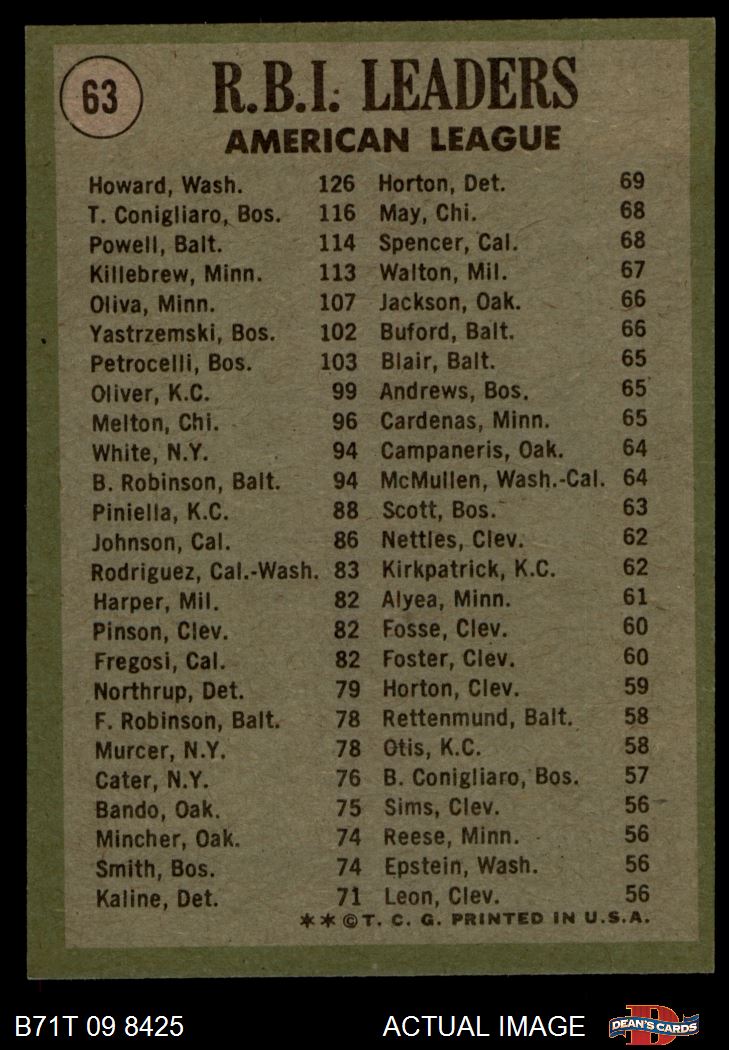 63
R.B.I. LEADERS
AMERICAN LEAGUE
Howard, Wash. 126 Horton, Det. 69
T. Conigliaro, Bos. 116 May, Chi. 68
Powell, Balt. 114 Spencer, Cal. 68
Killebrew, Minn. 113 Walton, Mil. 67
Oliva, Minn. 107 Jackson, Oak. 66
Yastrzemski, Bos. 102 Buford, Balt. 66
Petrocelli, Bos. 103 Blair, Balt. 65
Oliver, K.C. 99 Andrews, Bos. 65
Melton, Chi. 96 Cardenas, Minn. 65
White, N.Y. 94 Campaneris, Oak. 64
B. Robinson, Balt. 94 McMullen, Wash.-Cal. 64
Piniella, K.C. 88 Scott, Bos. 63
Johnson, Cal. 86 Nettles, Clev. 62
Rodriguez, Cal.-Wash. 83 Kirkpatrick, K.C. 62
Harper, Mil. 82 Alyea, Minn. 61
Pinson, Clev. 82 Fosse, Clev. 60
Fregosi, Cal. 82 Foster, Clev. 60
Northrup, Det. 79 Horton, Clev. 59
F. Robinson, Balt. 78 Rettenmund, Balt. 58
Murcer, N.Y. 78 Otis, K.C. 58
Cater, N.Y. 76 B. Conigliaro, Bos. 57
Bando, Oak. 75 Sims, Clev. 56
Mincher, Oak. 74 Reese, Minn. 56
Smith, Bos. 74 Epstein, Wash. 56
Kaline, Det. 71 Leon, Clev. 56
**©T. C. G. PRINTED IN U.S.A.
B71T 09 8425 ACTUAL IMAGE DEAN'S CARDS